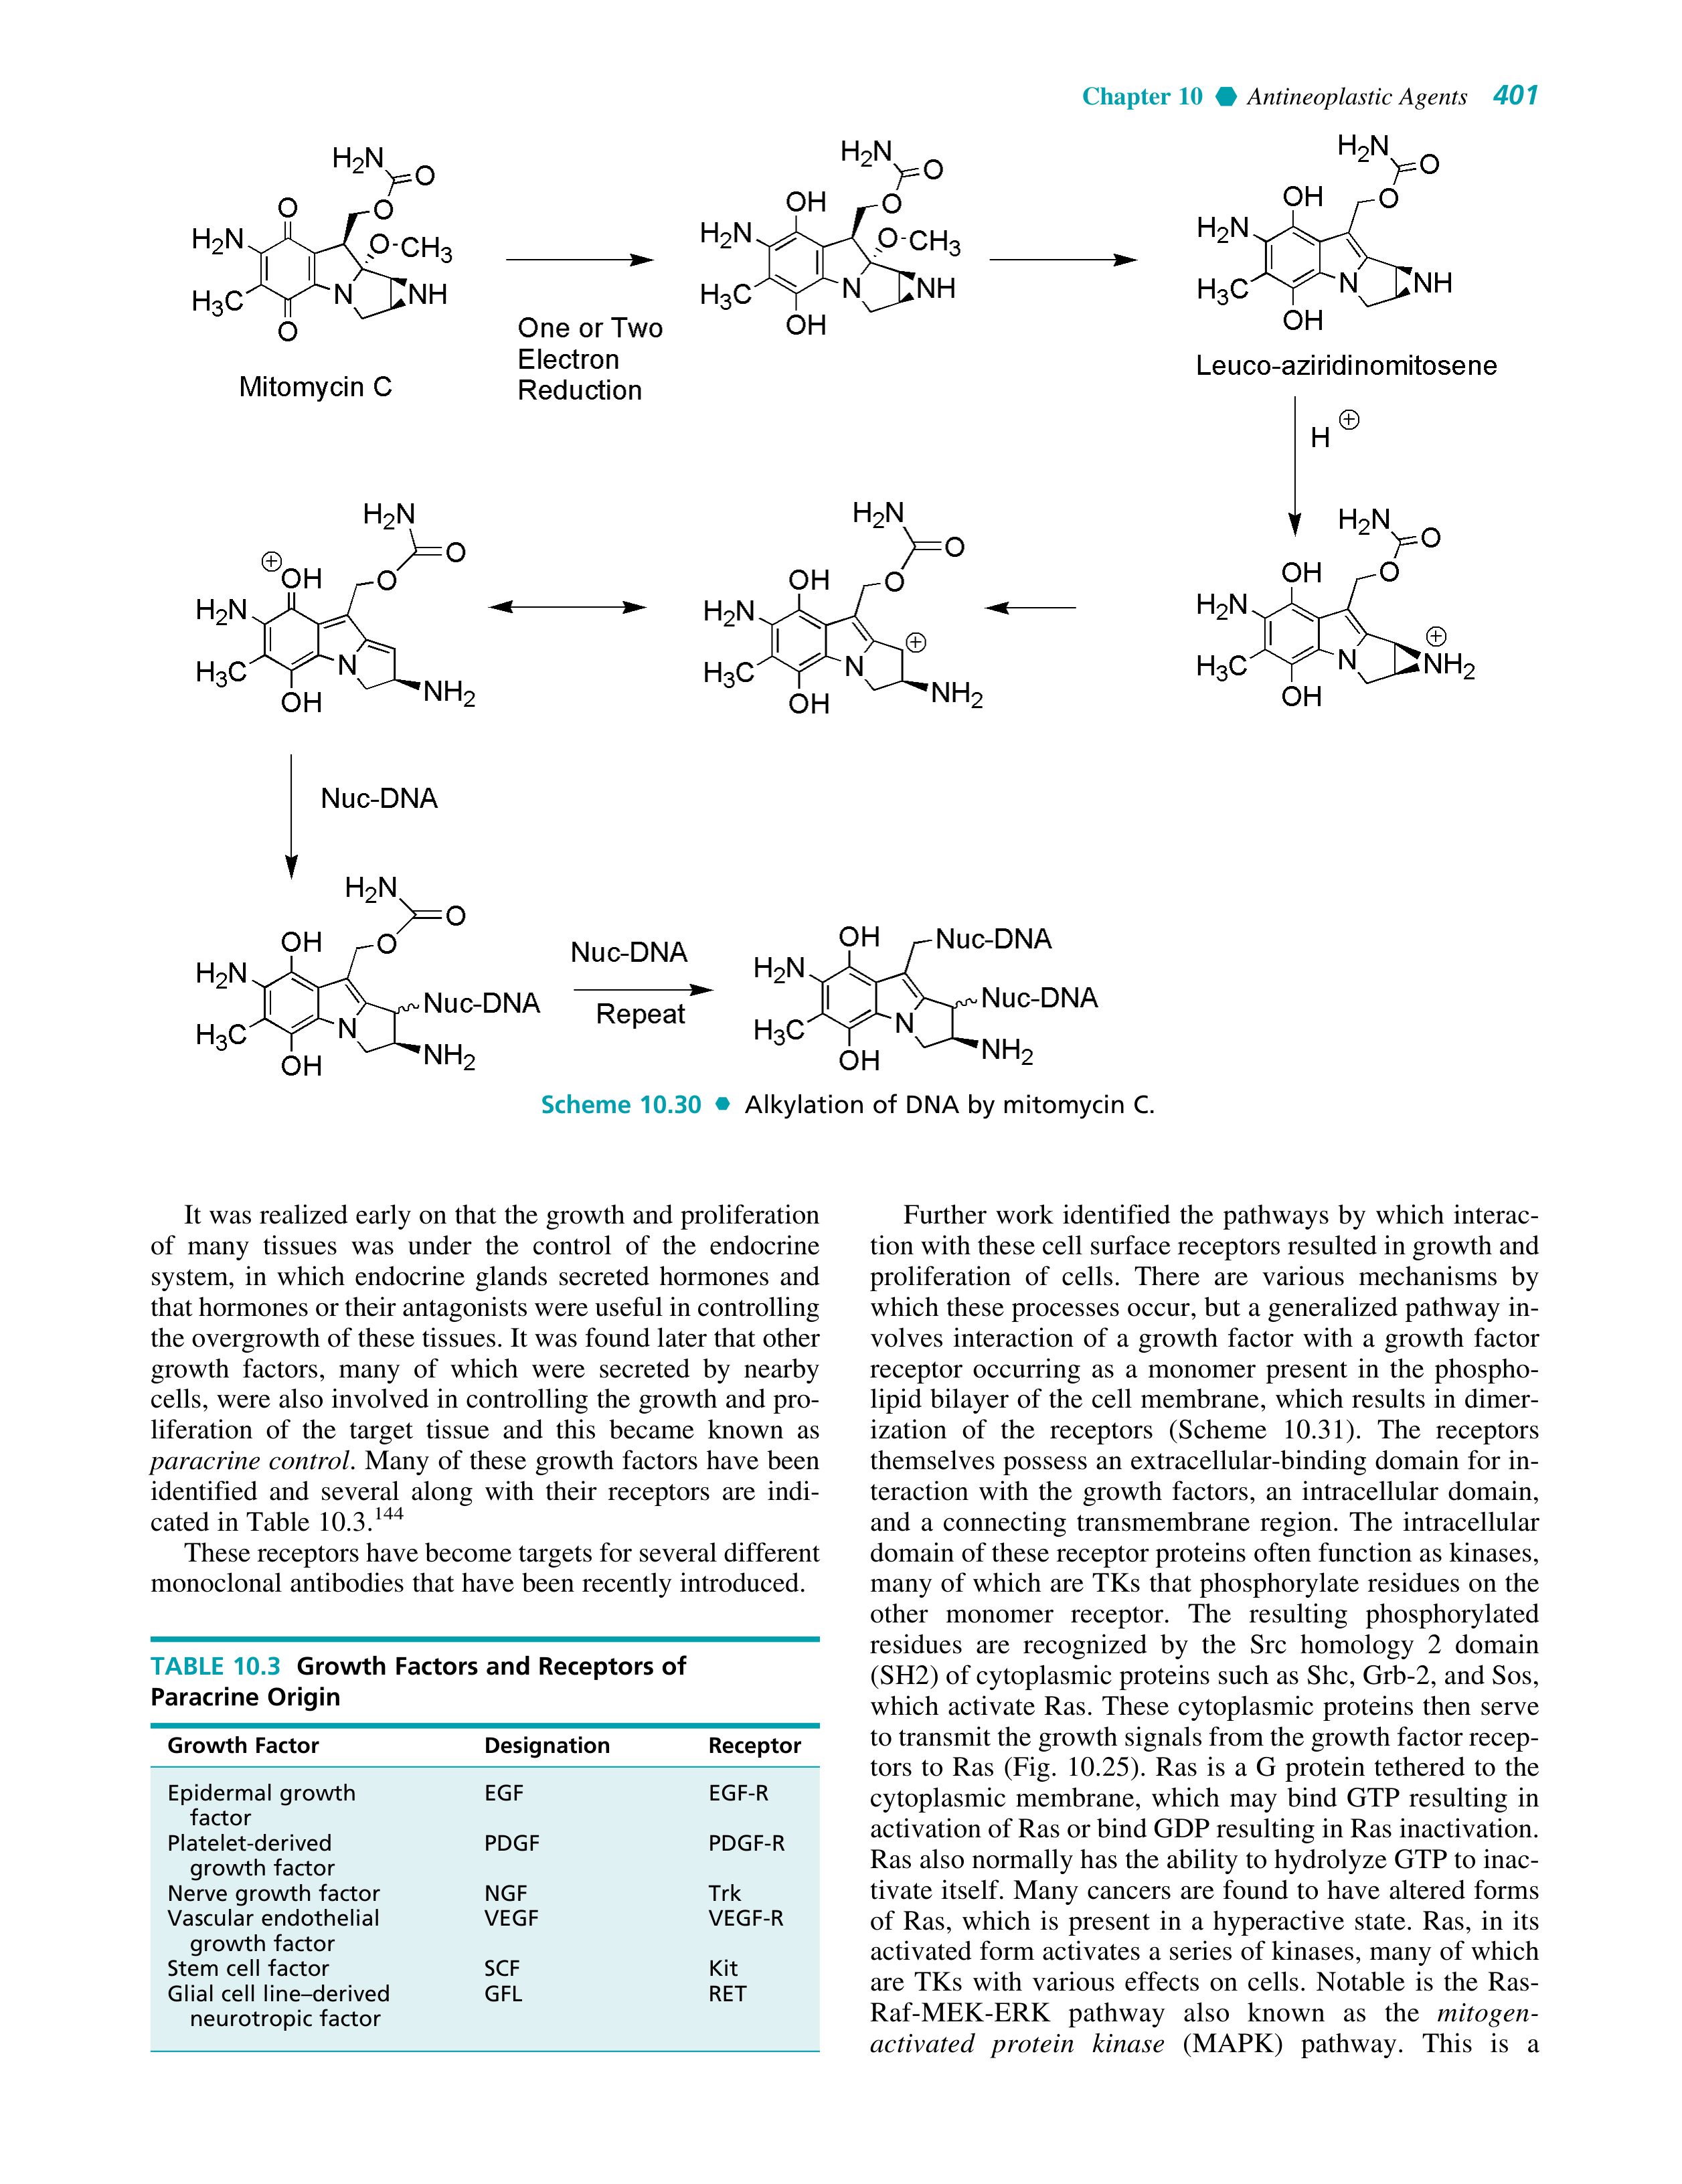 Chapter 10 ⬢ Antineoplastic Agents 401
H2N
O
O
O
H2N
O-CH3
H3C
N
NH
O
Mitomycin C
One or Two
Electron
Reduction
H2N
O
OH
O
H2N
O-CH3
H3C
N
NH
OH
H2N
O
OH
O
H2N
H3C
N
NH
OH
Leuco-aziridinomitosene
H ⊕
H2N
O
⊕
OH
O
H2N
H3C
N
OH
NH2
H2N
O
OH
O
H2N
⊕
H3C
N
OH
NH2
H2N
O
OH
O
H2N
⊕
H3C
N
NH2
OH
Nuc-DNA
H2N
O
OH
O
H2N
Nuc-DNA
H3C
N
NH2
OH
Nuc-DNA
Repeat
OH
Nuc-DNA
H2N
Nuc-DNA
H3C
N
NH2
OH
Scheme 10.30 ⬢ Alkylation of DNA by mitomycin C.
It was realized early on that the growth and proliferation
of many tissues was under the control of the endocrine
system, in which endocrine glands secreted hormones and
that hormones or their antagonists were useful in controlling
the overgrowth of these tissues. It was found later that other
growth factors, many of which were secreted by nearby
cells, were also involved in controlling the growth and pro-
liferation of the target tissue and this became known as
paracrine control. Many of these growth factors have been
identified and several along with their receptors are indi-
cated in Table 10.3.144
These receptors have become targets for several different
monoclonal antibodies that have been recently introduced.
TABLE 10.3 Growth Factors and Receptors of
Paracrine Origin
Growth Factor Designation Receptor
Epidermal growth EGF EGF-R
factor
Platelet-derived PDGF PDGF-R
growth factor
Nerve growth factor NGF Trk
Vascular endothelial VEGF VEGF-R
growth factor
Stem cell factor SCF Kit
Glial cell line–derived GFL RET
neurotropic factor
Further work identified the pathways by which interac-
tion with these cell surface receptors resulted in growth and
proliferation of cells. There are various mechanisms by
which these processes occur, but a generalized pathway in-
volves interaction of a growth factor with a growth factor
receptor occurring as a monomer present in the phospho-
lipid bilayer of the cell membrane, which results in dimer-
ization of the receptors (Scheme 10.31). The receptors
themselves possess an extracellular-binding domain for in-
teraction with the growth factors, an intracellular domain,
and a connecting transmembrane region. The intracellular
domain of these receptor proteins often function as kinases,
many of which are TKs that phosphorylate residues on the
other monomer receptor. The resulting phosphorylated
residues are recognized by the Src homology 2 domain
(SH2) of cytoplasmic proteins such as Shc, Grb-2, and Sos,
which activate Ras. These cytoplasmic proteins then serve
to transmit the growth signals from the growth factor recep-
tors to Ras (Fig. 10.25). Ras is a G protein tethered to the
cytoplasmic membrane, which may bind GTP resulting in
activation of Ras or bind GDP resulting in Ras inactivation.
Ras also normally has the ability to hydrolyze GTP to inac-
tivate itself. Many cancers are found to have altered forms
of Ras, which is present in a hyperactive state. Ras, in its
activated form activates a series of kinases, many of which
are TKs with various effects on cells. Notable is the Ras-
Raf-MEK-ERK pathway also known as the mitogen-
activated protein kinase (MAPK) pathway. This is a